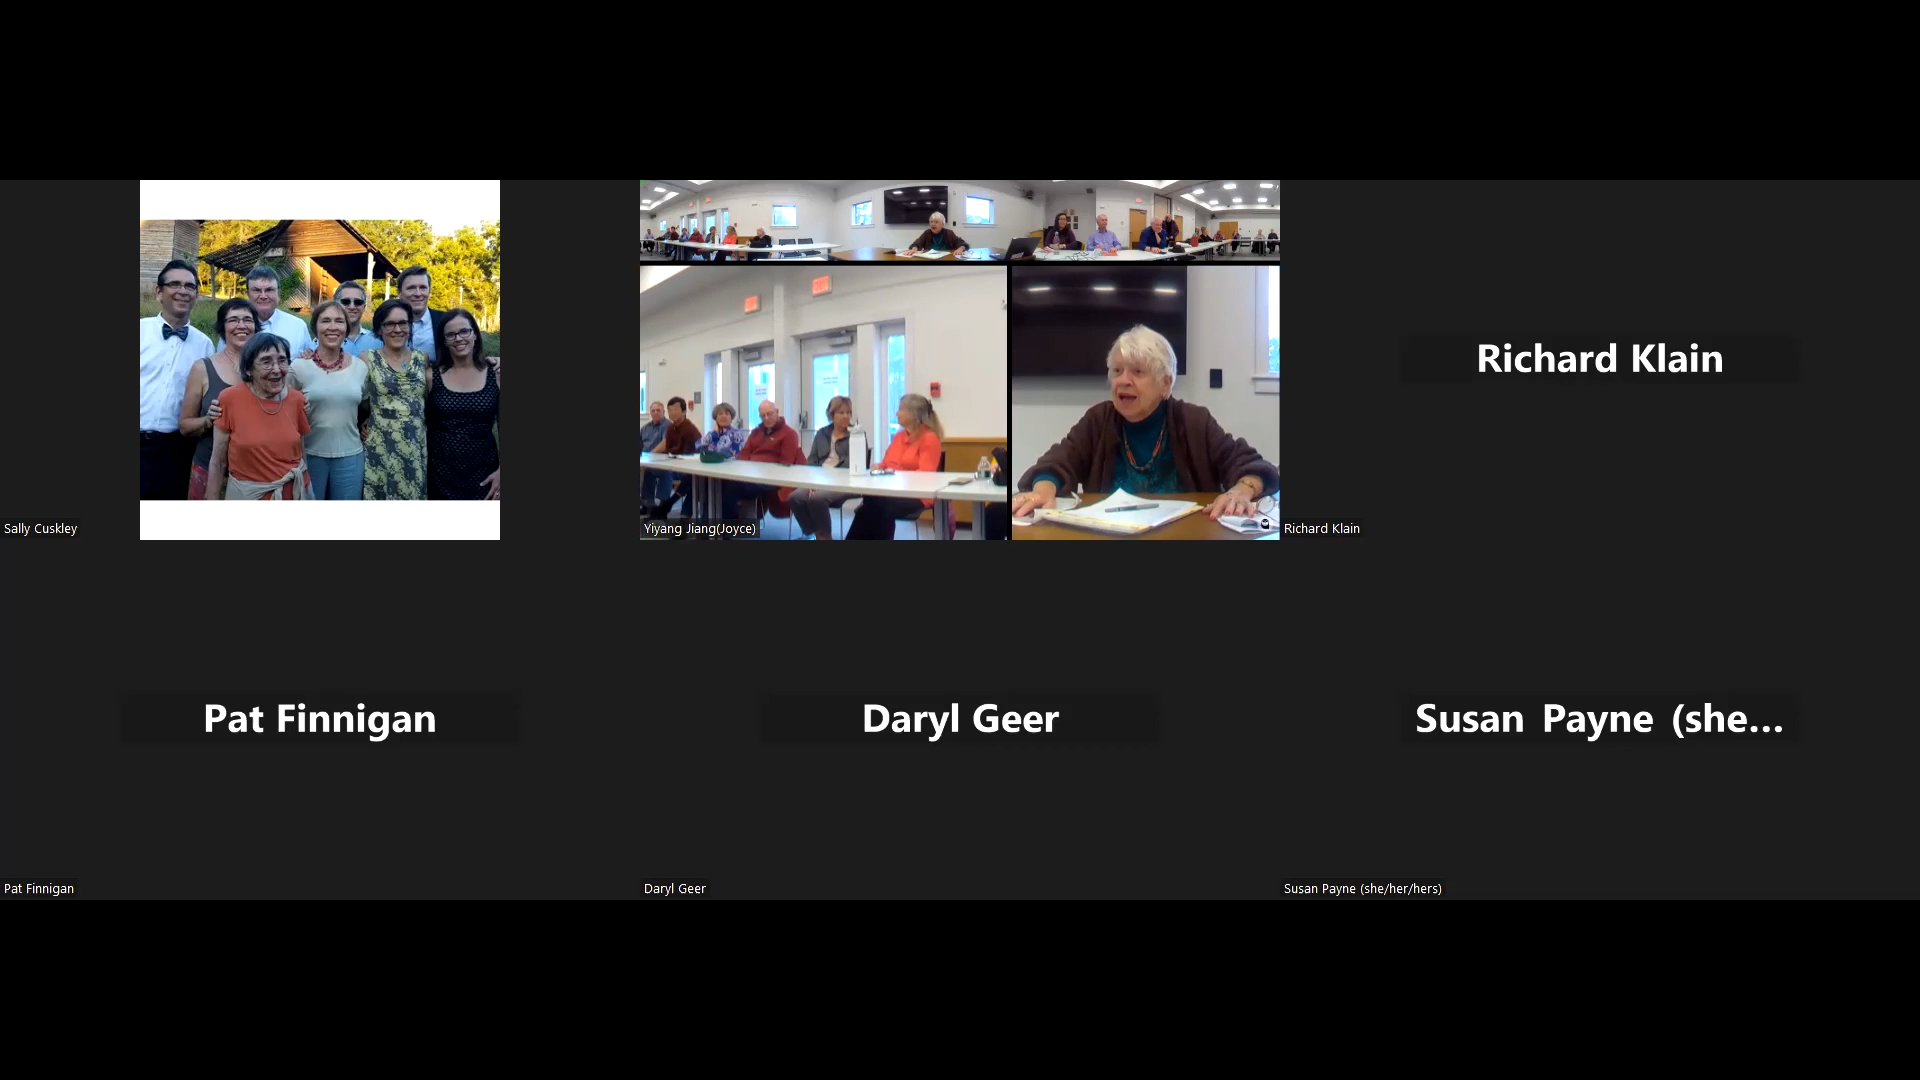 Sally Cuskley
Yiyang Jiang(Joyce)
Richard Klain
Richard Klain
Pat Finnigan
Pat Finnigan
Daryl Geer
Daryl Geer
Susan Payne (she...
Susan Payne (she/her/hers)